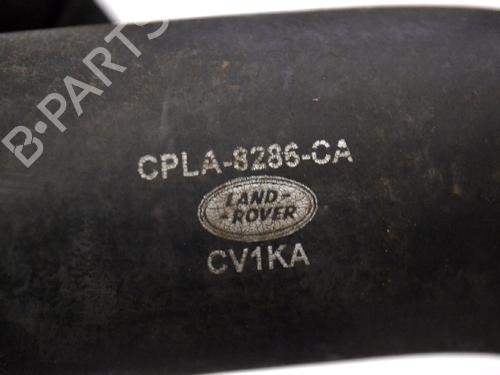 B-PARTS
CPLA-8286-CA
LAND-
-ROVER
CV1KA